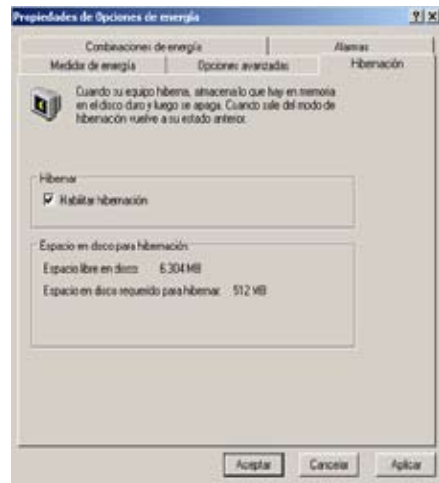 Propiedades de Opciones de energía
Combinaciones de energía
Alarmas
Medidor de energía
Opciones avanzadas
Hibernación
Cuando su equipo hiberna, almacena lo que hay en memoria
en el disco duro y luego se apaga. Cuando sale del modo de
hibernación vuelve a su estado anterior.
Hibernar
Habilitar hibernación
Espacio en disco para hibernación
Espacio libre en disco: 6.304 MB
Espacio en disco requerido para hibernar: 512 MB
Aceptar
Cancelar
Aplicar